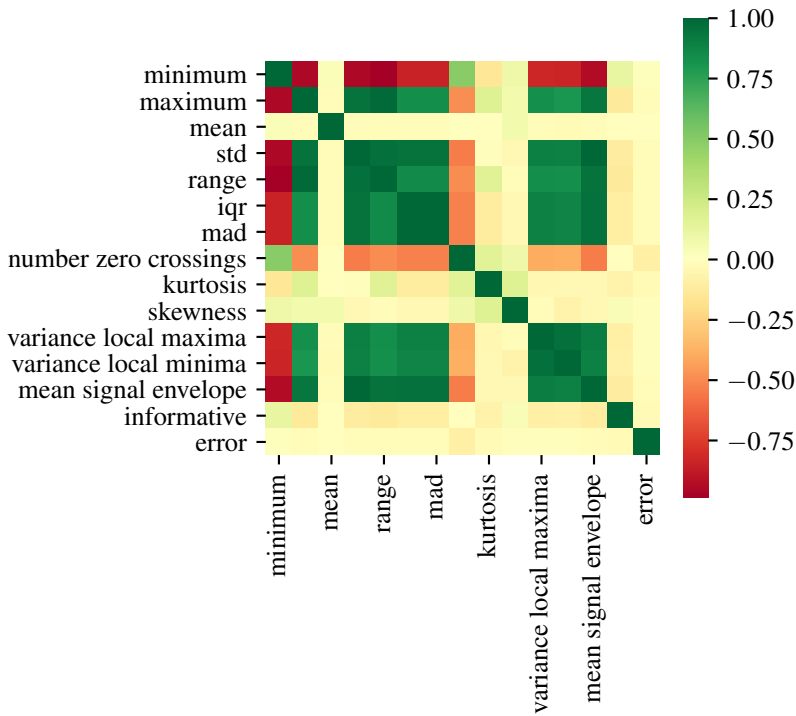 minimum
maximum
mean
std
range
iqr
mad
number zero crossings
kurtosis
skewness
variance local maxima
variance local minima
mean signal envelope
informative
error
minimum
mean
range
mad
kurtosis
variance local maxima
mean signal envelope
error
1.00
0.75
0.50
0.25
0.00
−0.25
−0.50
−0.75